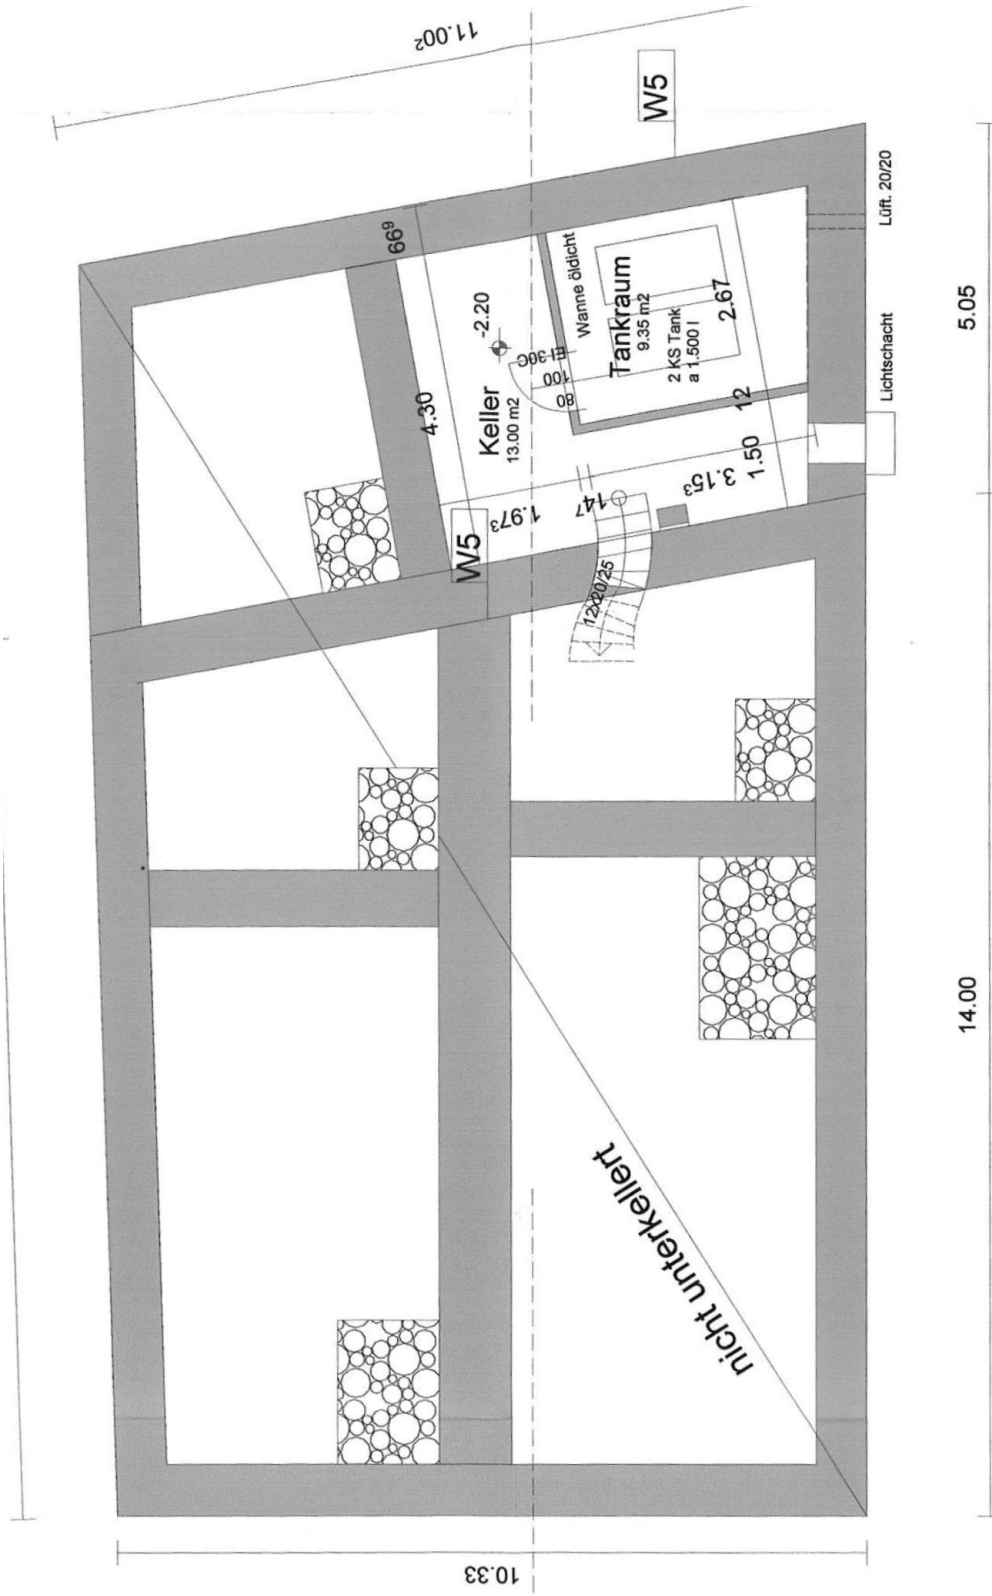 11.00²
W5
66⁹
Lüft. 20/20
5.05
Lichtschacht
-2.20
4.30
Keller
13.00 m2
Wanne öldicht
Tankraum
9.35 m2
2 KS Tank
a 1.500 l
2.67
EI 30C
100
80
12
1.50
3.15³
14⁷
1.97³
W5
12x20/25
14.00
nicht unterkellert
10.33